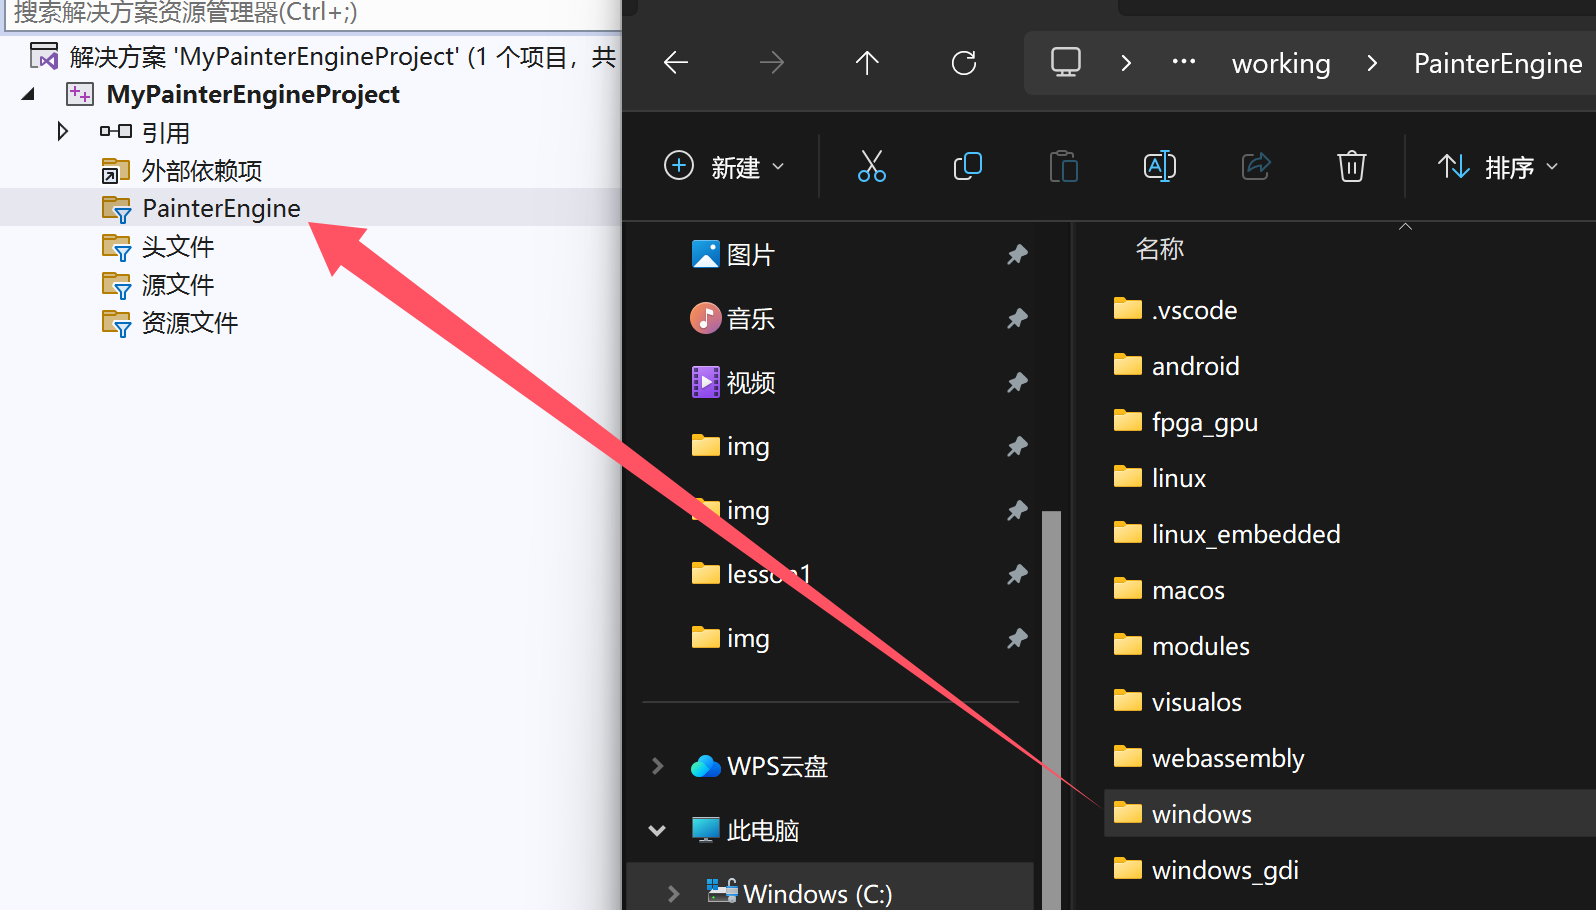 搜索解决方案资源管理器(Ctrl+;)
解决方案 'MyPainterEngineProject' (1 个项目，共
MyPainterEngineProject
引用
外部依赖项
PainterEngine
头文件
源文件
资源文件
working
PainterEngine
新建
排序
图片
音乐
视频
img
img
lesson1
img
WPS云盘
此电脑
Windows (C:)
名称
.vscode
android
fpga_gpu
linux
linux_embedded
macos
modules
visualos
webassembly
windows
windows_gdi